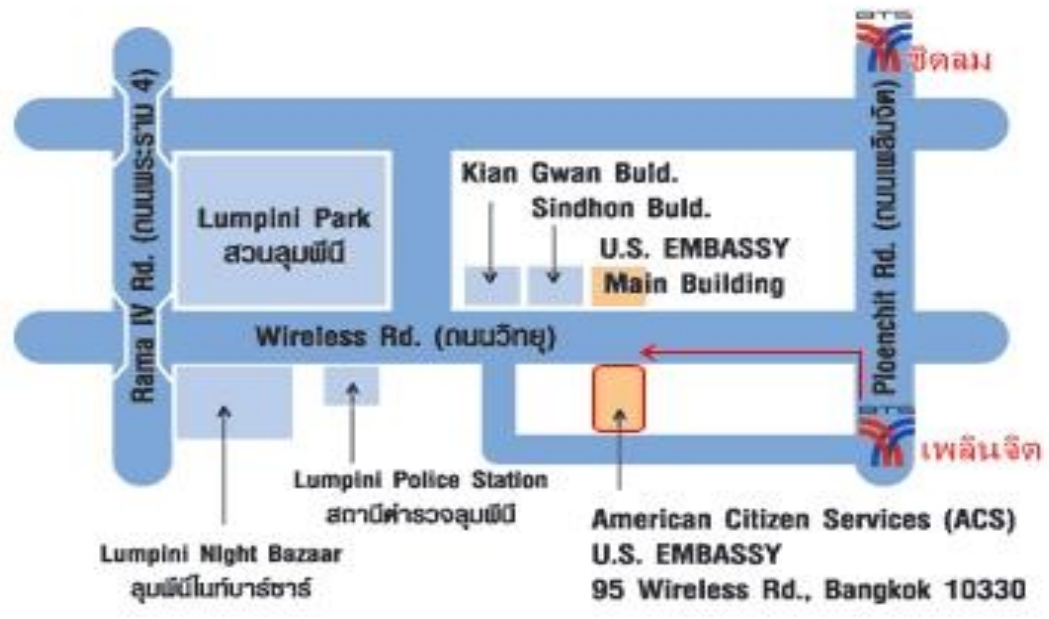 BTS
ชิดลม
Rama IV Rd. (ถนนพระราม 4)
Ploenchit Rd. (ถนนเพลินจิต)
Kian Gwan Buld.
Sindhon Buld.
Lumpini Park
สวนลุมพีนี
U.S. EMBASSY
Main Building
Wireless Rd. (ถนนวิทยุ)
BTS
เพลินจิต
Lumpini Police Station
สถานีตำรวจลุมพีนี
American Citizen Services (ACS)
U.S. EMBASSY
95 Wireless Rd., Bangkok 10330
Lumpini Night Bazaar
ลุมพีนีไนท์บาร์ซาร์